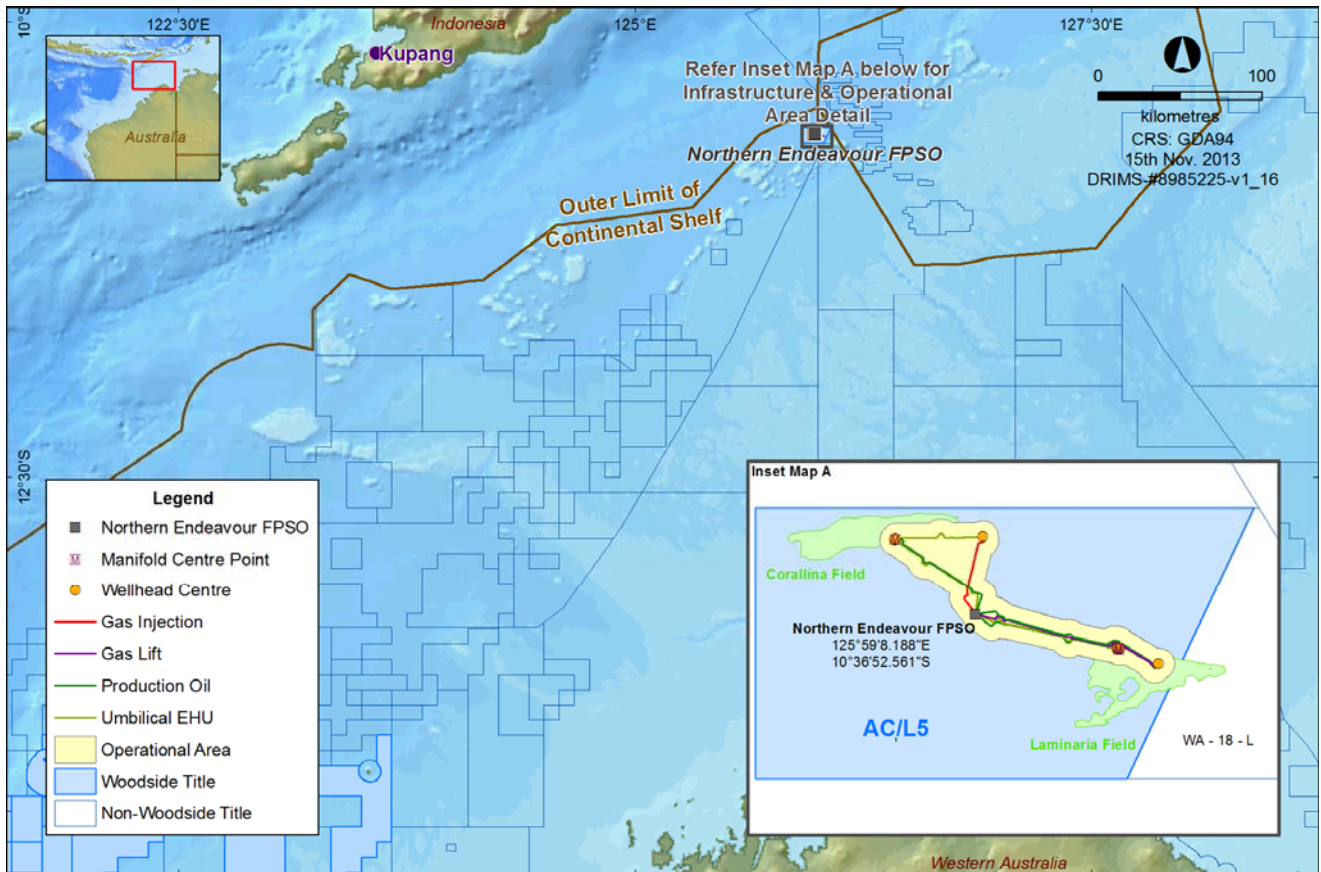 122°30'E
125°E
127°30'E
10°S
12°30'S
Indonesia
Kupang
Australia
Refer Inset Map A below for
Infrastructure & Operational
Area Detail
Northern Endeavour FPSO
0 100
kilometres
CRS: GDA94
15th Nov. 2013
DRIMS-#8985225-v1_16
Outer Limit of
Continental Shelf
Legend
Northern Endeavour FPSO
M Manifold Centre Point
Wellhead Centre
Gas Injection
Gas Lift
Production Oil
Umbilical EHU
Operational Area
Woodside Title
Non-Woodside Title
Inset Map A
M
Corallina Field
Northern Endeavour FPSO
125°59'8.188"E
10°36'52.561"S
M
AC/L5
Laminaria Field
WA - 18 - L
Western Australia